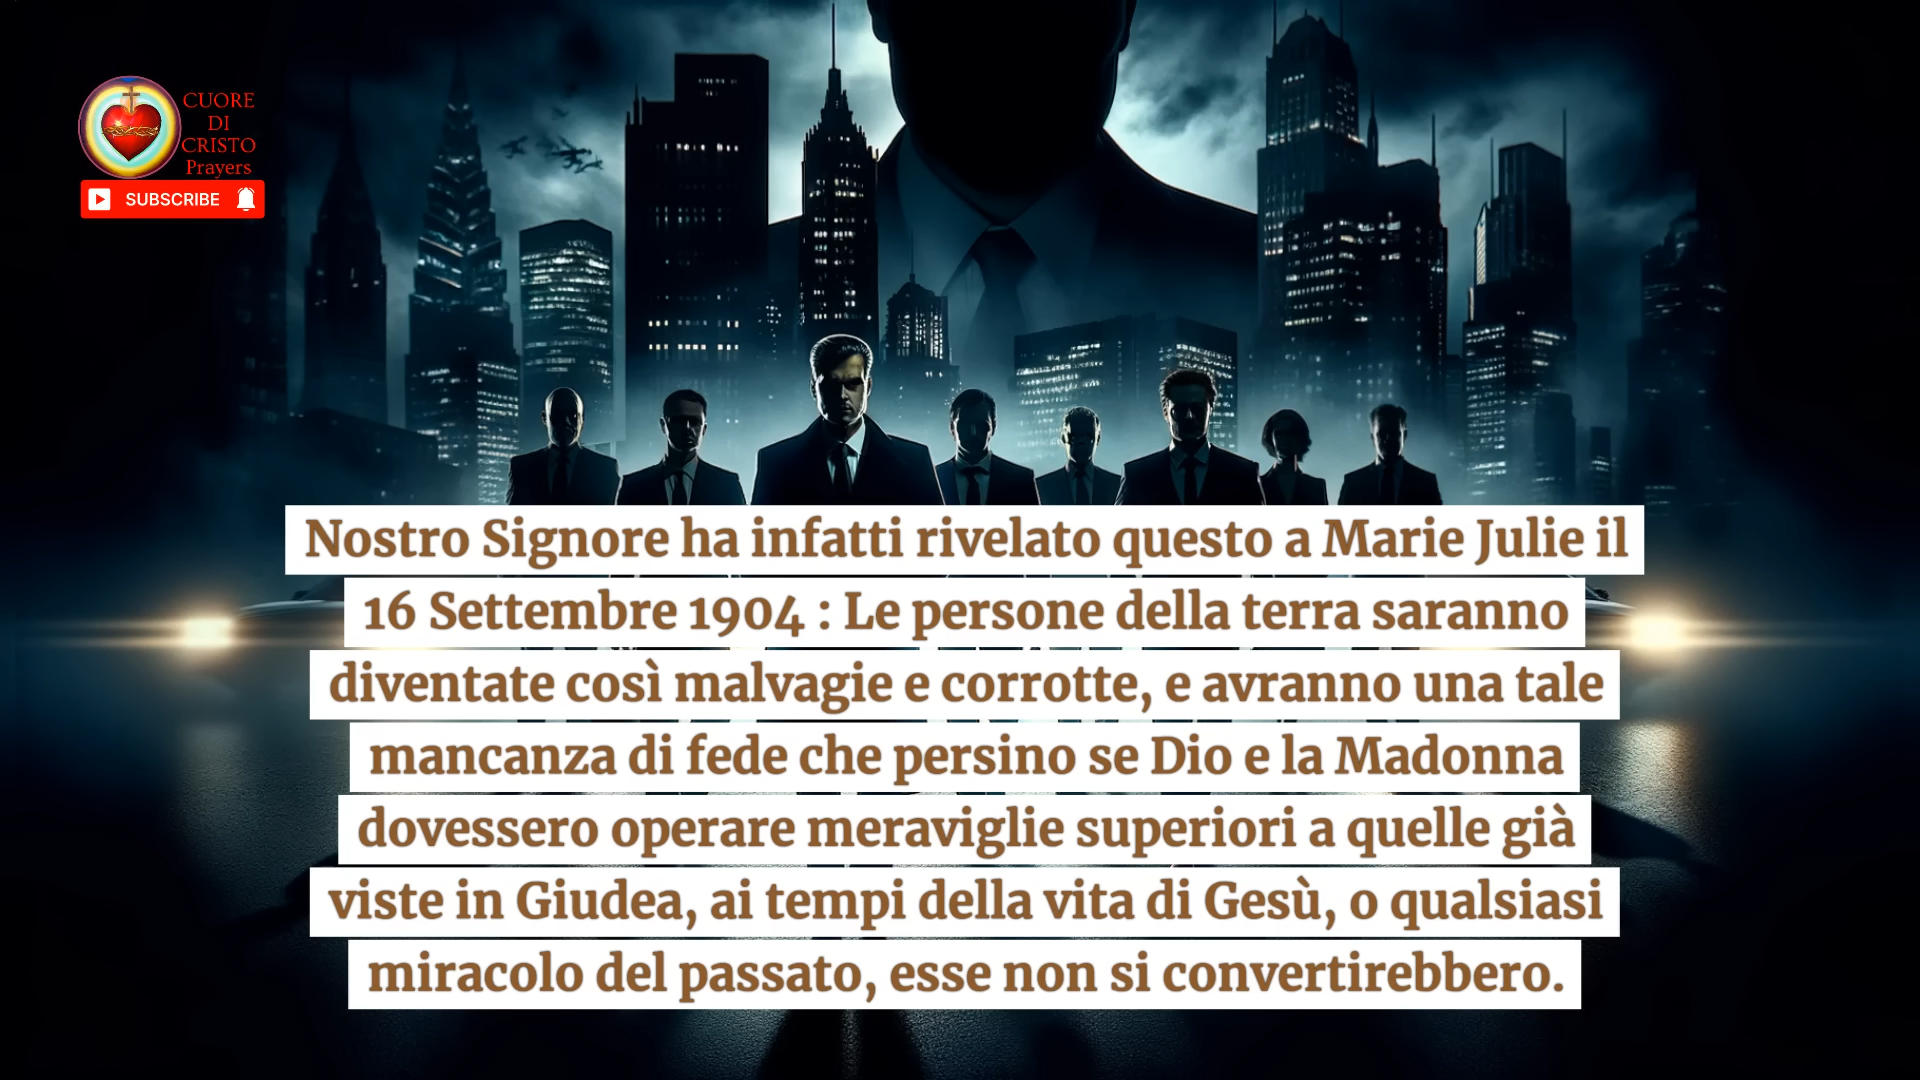 CUORE
DI
CRISTO
Prayers
SUBSCRIBE
Nostro Signore ha infatti rivelato questo a Marie Julie il
16 Settembre 1904 : Le persone della terra saranno
diventate così malvagie e corrotte, e avranno una tale
mancanza di fede che persino se Dio e la Madonna
dovessero operare meraviglie superiori a quelle già
viste in Giudea, ai tempi della vita di Gesù, o qualsiasi
miracolo del passato, esse non si convertirebbero.